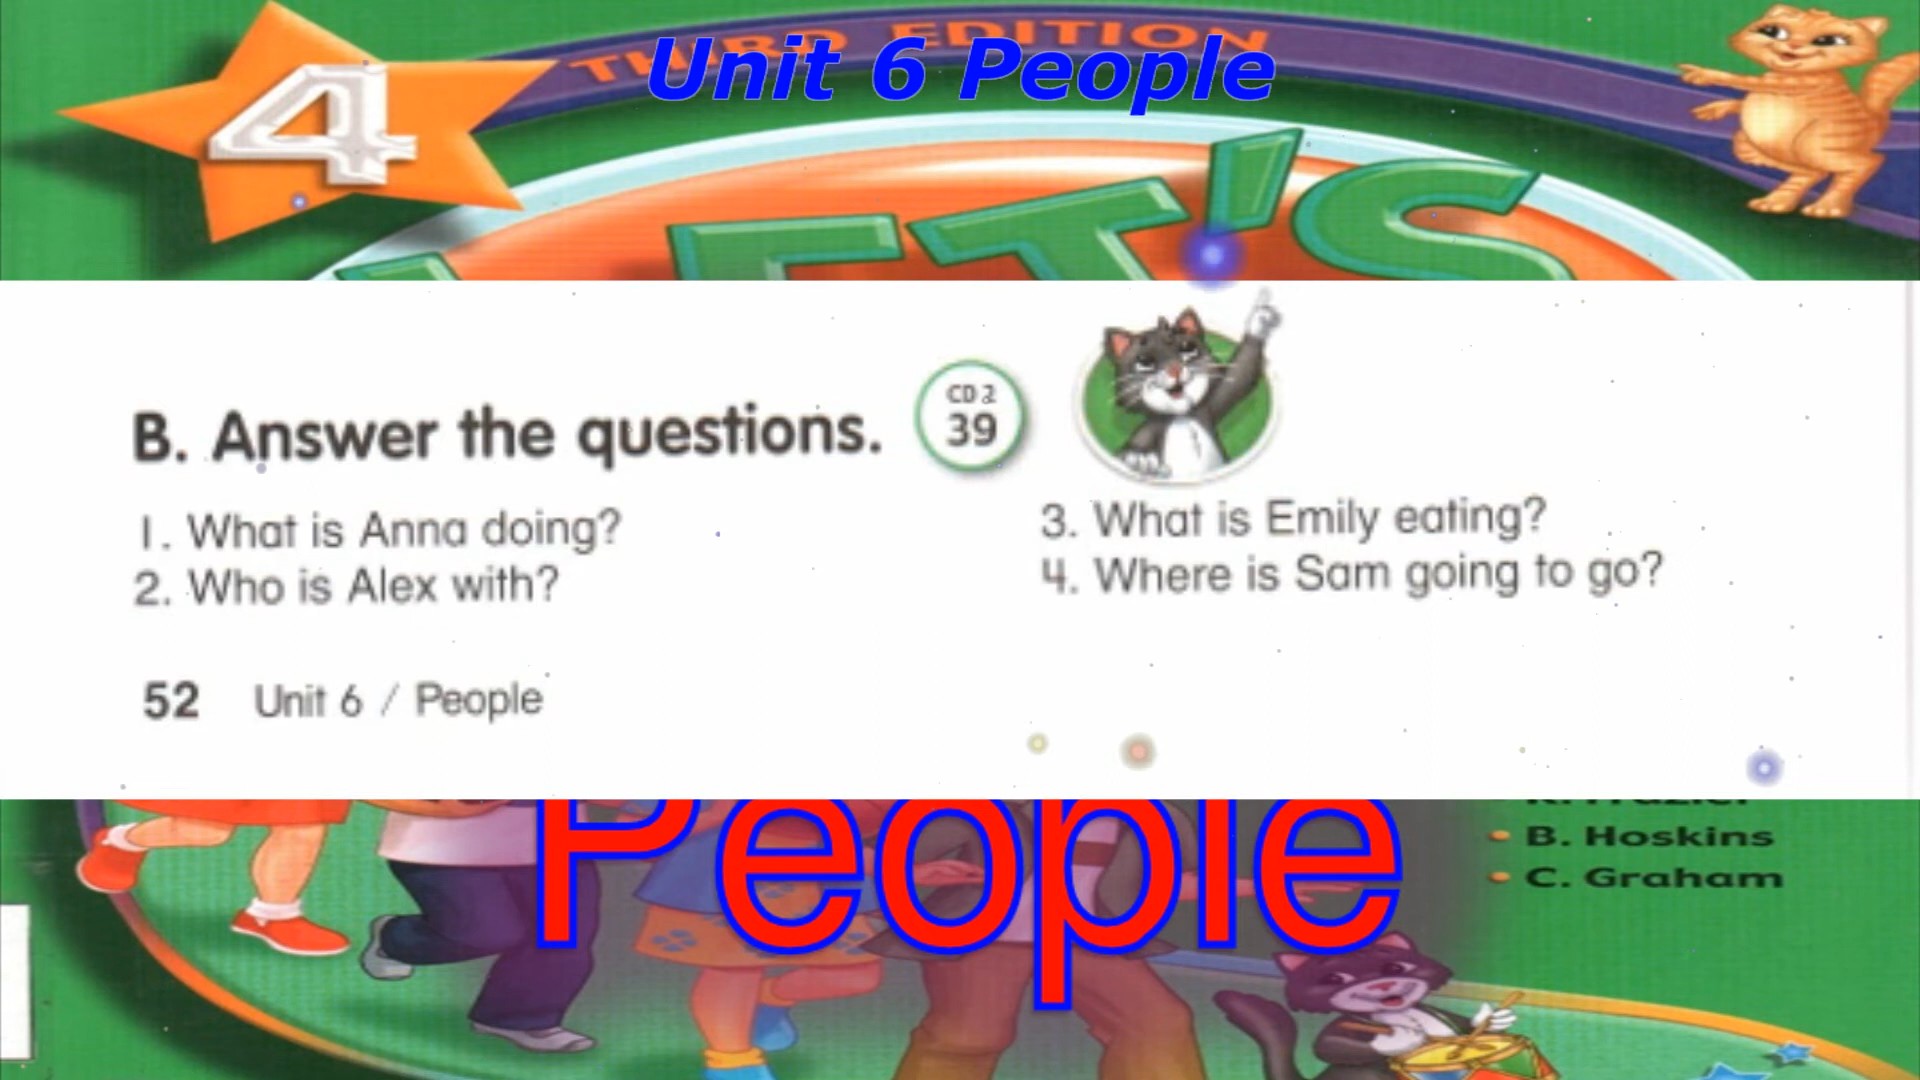 4
THIRD EDITION
Unit 6 People
LET'S
B. Answer the questions.
CD 2
39
1. What is Anna doing?
2. Who is Alex with?
3. What is Emily eating?
4. Where is Sam going to go?
52 Unit 6 / People
People
B. Hoskins
C. Graham